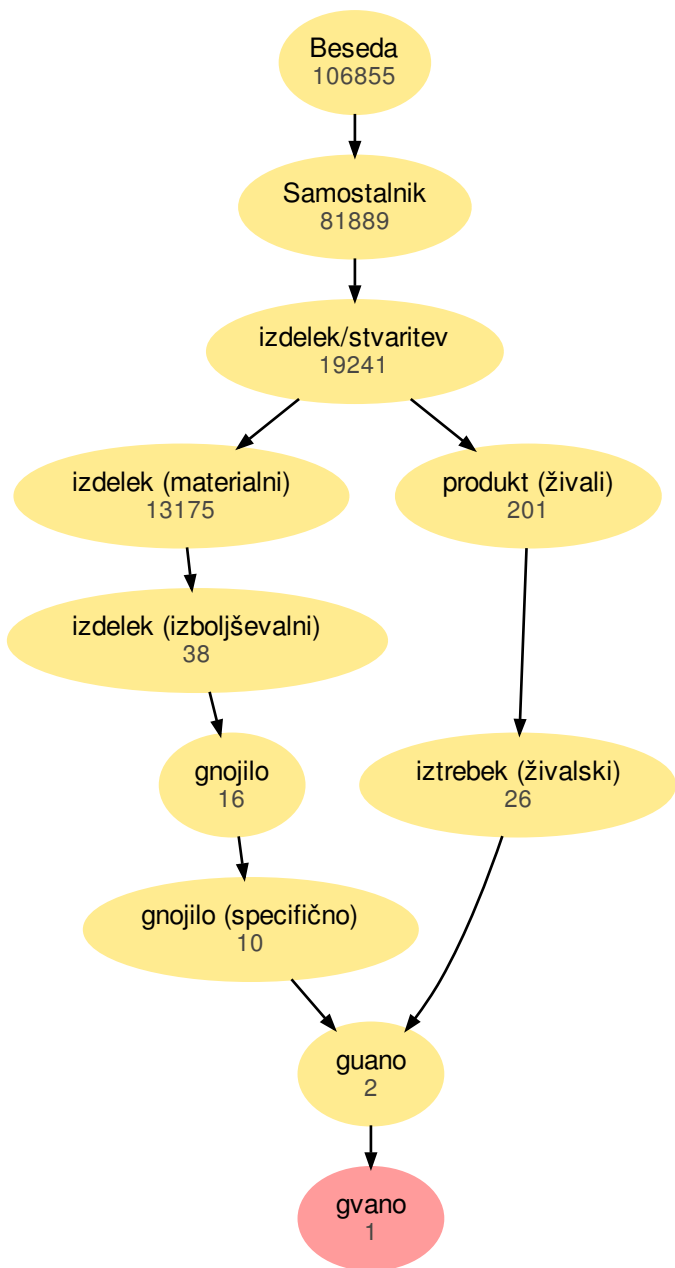 Beseda
106855
Samostalnik
81889
izdelek/stvaritev
19241
izdelek (materialni)
13175
produkt (živali)
201
izdelek (izboljševalni)
38
gnojilo
16
iztrebek (živalski)
26
gnojilo (specifično)
10
guano
2
gvano
1